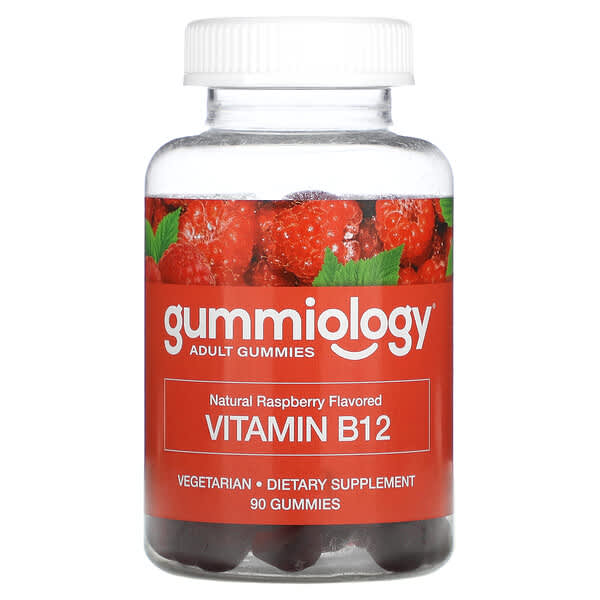 gummiology®
ADULT GUMMIES
Natural Raspberry Flavored
VITAMIN B12
VEGETARIAN • DIETARY SUPPLEMENT
90 GUMMIES